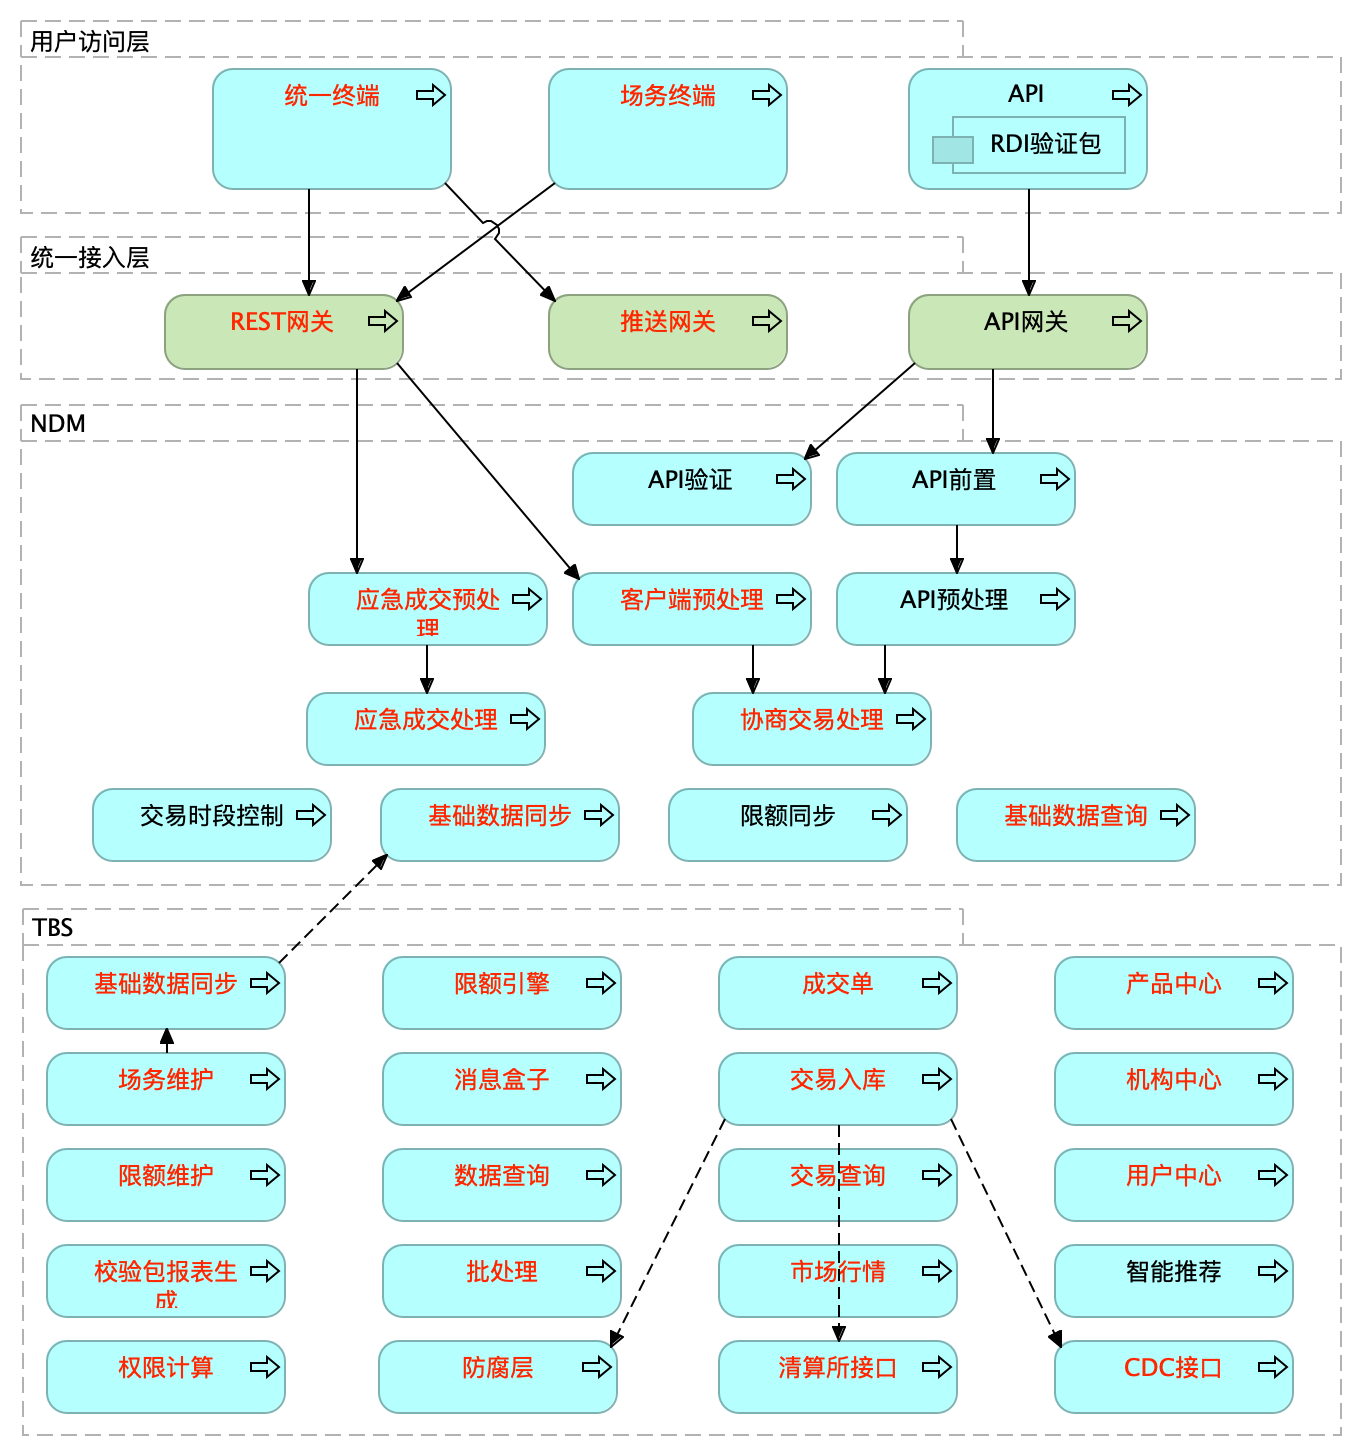 用户访问层
统一终端
场务终端
API
RDI验证包
统一接入层
REST网关
推送网关
API网关
NDM
API验证
API前置
应急成交预处
理
客户端预处理
API预处理
应急成交处理
协商交易处理
交易时段控制
基础数据同步
限额同步
基础数据查询
TBS
基础数据同步
限额引擎
成交单
产品中心
场务维护
消息盒子
交易入库
机构中心
限额维护
数据查询
交易查询
用户中心
校验包报表生
成
批处理
市场行情
智能推荐
权限计算
防腐层
清算所接口
CDC接口